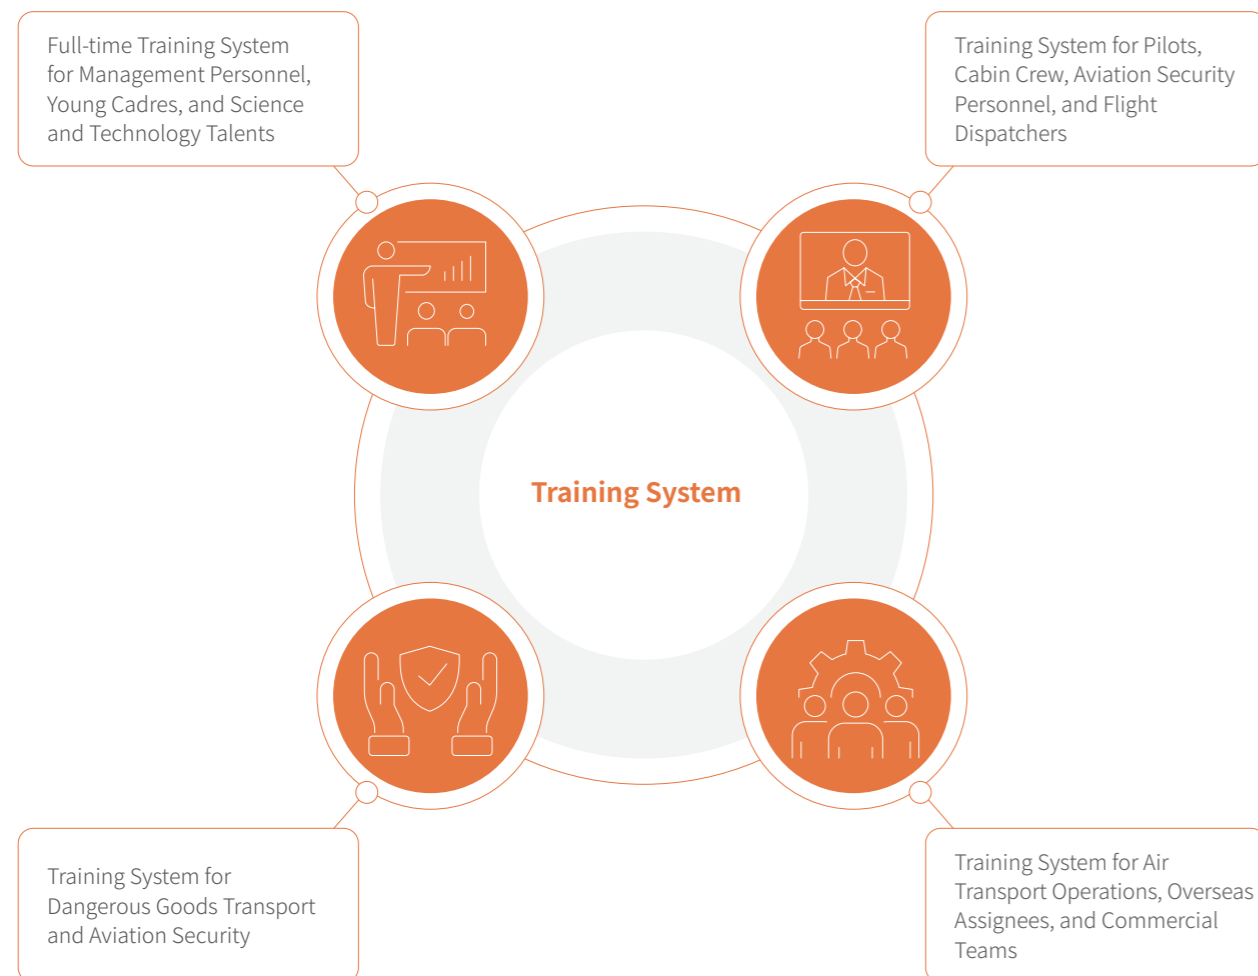 Full-time Training System
for Management Personnel,
Young Cadres, and Science
and Technology Talents
Training System for Pilots,
Cabin Crew, Aviation Security
Personnel, and Flight
Dispatchers
Training System
Training System for
Dangerous Goods Transport
and Aviation Security
Training System for Air
Transport Operations, Overseas
Assignees, and Commercial
Teams